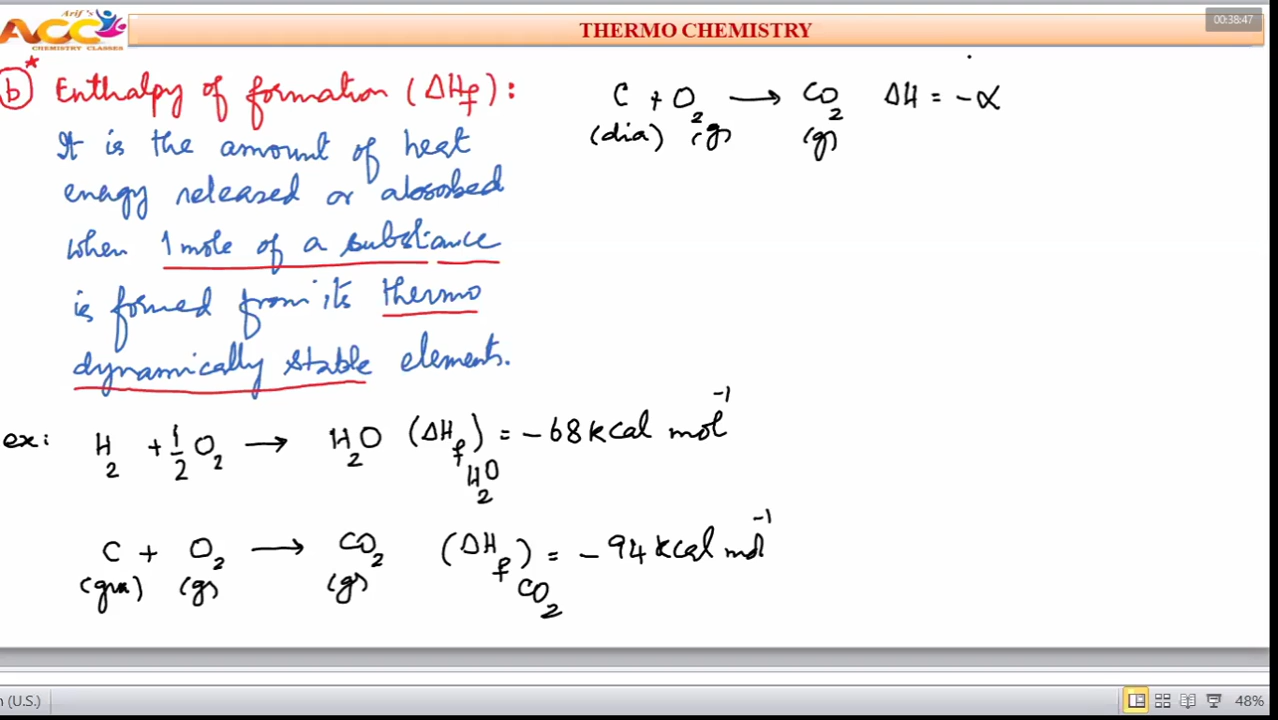 Arif's
ACC
CHEMISTRY CLASSES
THERMO CHEMISTRY
00:38:47
b * Enthalpy of formation (ΔHf):
It is the amount of heat
energy released or absorbed
when 1 mole of a substance
is formed from its thermo
dynamically stable elements.
ex: H2 + 1/2 O2 → H2O (ΔHf)H2O = -68 kcal mol⁻¹
C + O2 → CO2 (ΔHf)CO2 = -94 kcal mol⁻¹
(gra) (g) (g)
C + O2 → CO2 ΔH = -α
(dia) (g) (g)
(U.S.)
48%